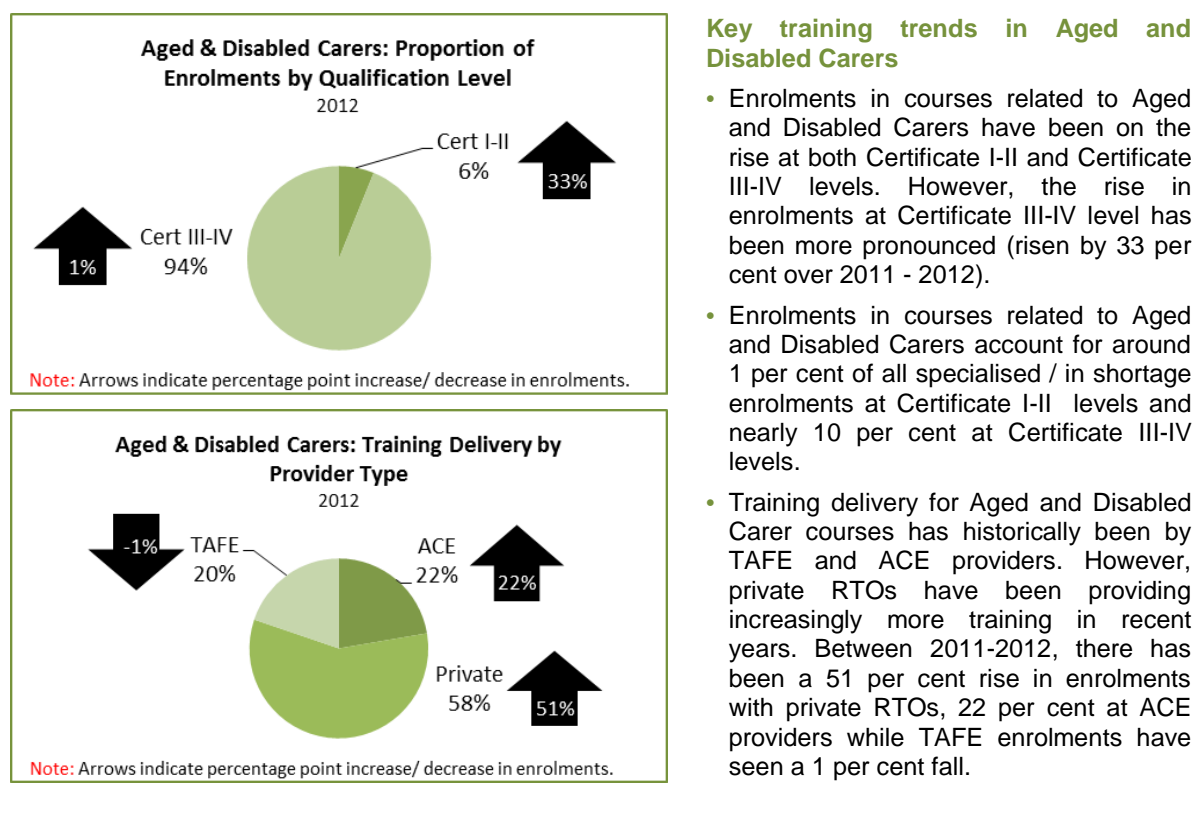 Aged & Disabled Carers: Proportion of
Enrolments by Qualification Level
2012
Cert I-II
6%
33%
Cert III-IV
94%
1%
Note: Arrows indicate percentage point increase/ decrease in enrolments.
Aged & Disabled Carers: Training Delivery by
Provider Type
2012
-1%
TAFE
20%
ACE
22%
22%
Private
58%
51%
Note: Arrows indicate percentage point increase/ decrease in enrolments.
Key training trends in Aged and
Disabled Carers
• Enrolments in courses related to Aged
and Disabled Carers have been on the
rise at both Certificate I-II and Certificate
III-IV levels. However, the rise in
enrolments at Certificate III-IV level has
been more pronounced (risen by 33 per
cent over 2011 - 2012).
• Enrolments in courses related to Aged
and Disabled Carers account for around
1 per cent of all specialised / in shortage
enrolments at Certificate I-II levels and
nearly 10 per cent at Certificate III-IV
levels.
• Training delivery for Aged and Disabled
Carer courses has historically been by
TAFE and ACE providers. However,
private RTOs have been providing
increasingly more training in recent
years. Between 2011-2012, there has
been a 51 per cent rise in enrolments
with private RTOs, 22 per cent at ACE
providers while TAFE enrolments have
seen a 1 per cent fall.